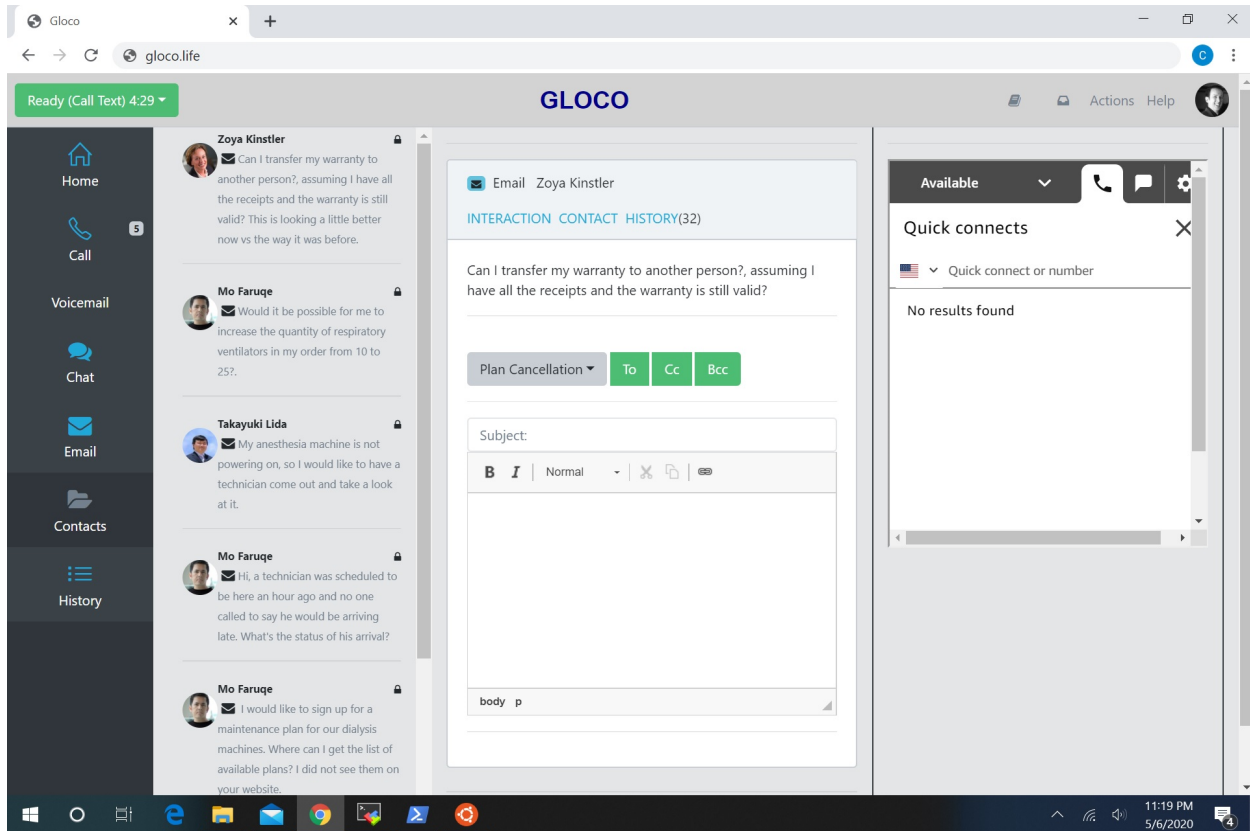 Gloco
gloco.life
C
Ready (Call Text) 4:29
GLOCO
Actions Help
Home
Call
5
Voicemail
Chat
Email
Contacts
History
Zoya Kinstler
Can I transfer my warranty to
another person?, assuming I have all
the receipts and the warranty is still
valid? This is looking a little better
now vs the way it was before.
Mo Faruqe
Would it be possible for me to
increase the quantity of respiratory
ventilators in my order from 10 to
25?.
Takayuki Lida
My anesthesia machine is not
powering on, so I would like to have a
technician come out and take a look
at it.
Mo Faruqe
Hi, a technician was scheduled to
be here an hour ago and no one
called to say he would be arriving
late. What's the status of his arrival?
Mo Faruqe
I would like to sign up for a
maintenance plan for our dialysis
machines. Where can I get the list of
available plans? I did not see them on
your website.
Email Zoya Kinstler
INTERACTION CONTACT HISTORY(32)
Can I transfer my warranty to another person?, assuming I
have all the receipts and the warranty is still valid?
Plan Cancellation To Cc Bcc
Subject:
B I Normal
body p
Available
Quick connects
Quick connect or number
No results found
11:19 PM
5/6/2020
4